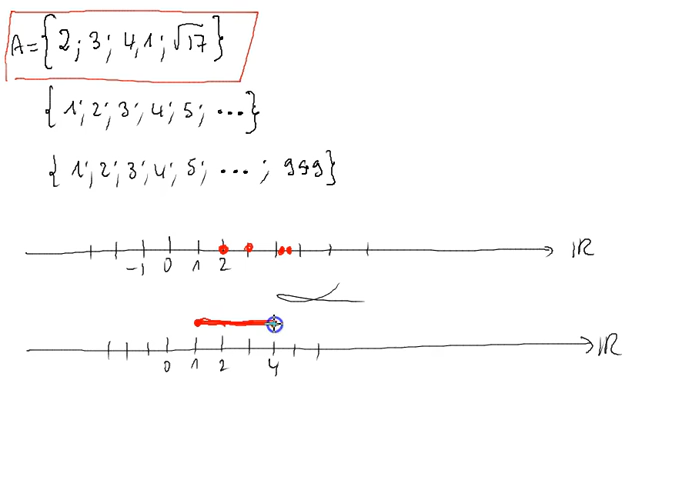 A = { 2 ; 3 ; 4,1 ; √17 }
{ 1 ; 2 ; 3 ; 4 ; 5 ; ... }
{ 1 ; 2 ; 3 ; 4 ; 5 ; ... ; 999 }
-1 0 1 2 ℝ
0 1 2 4 ℝ